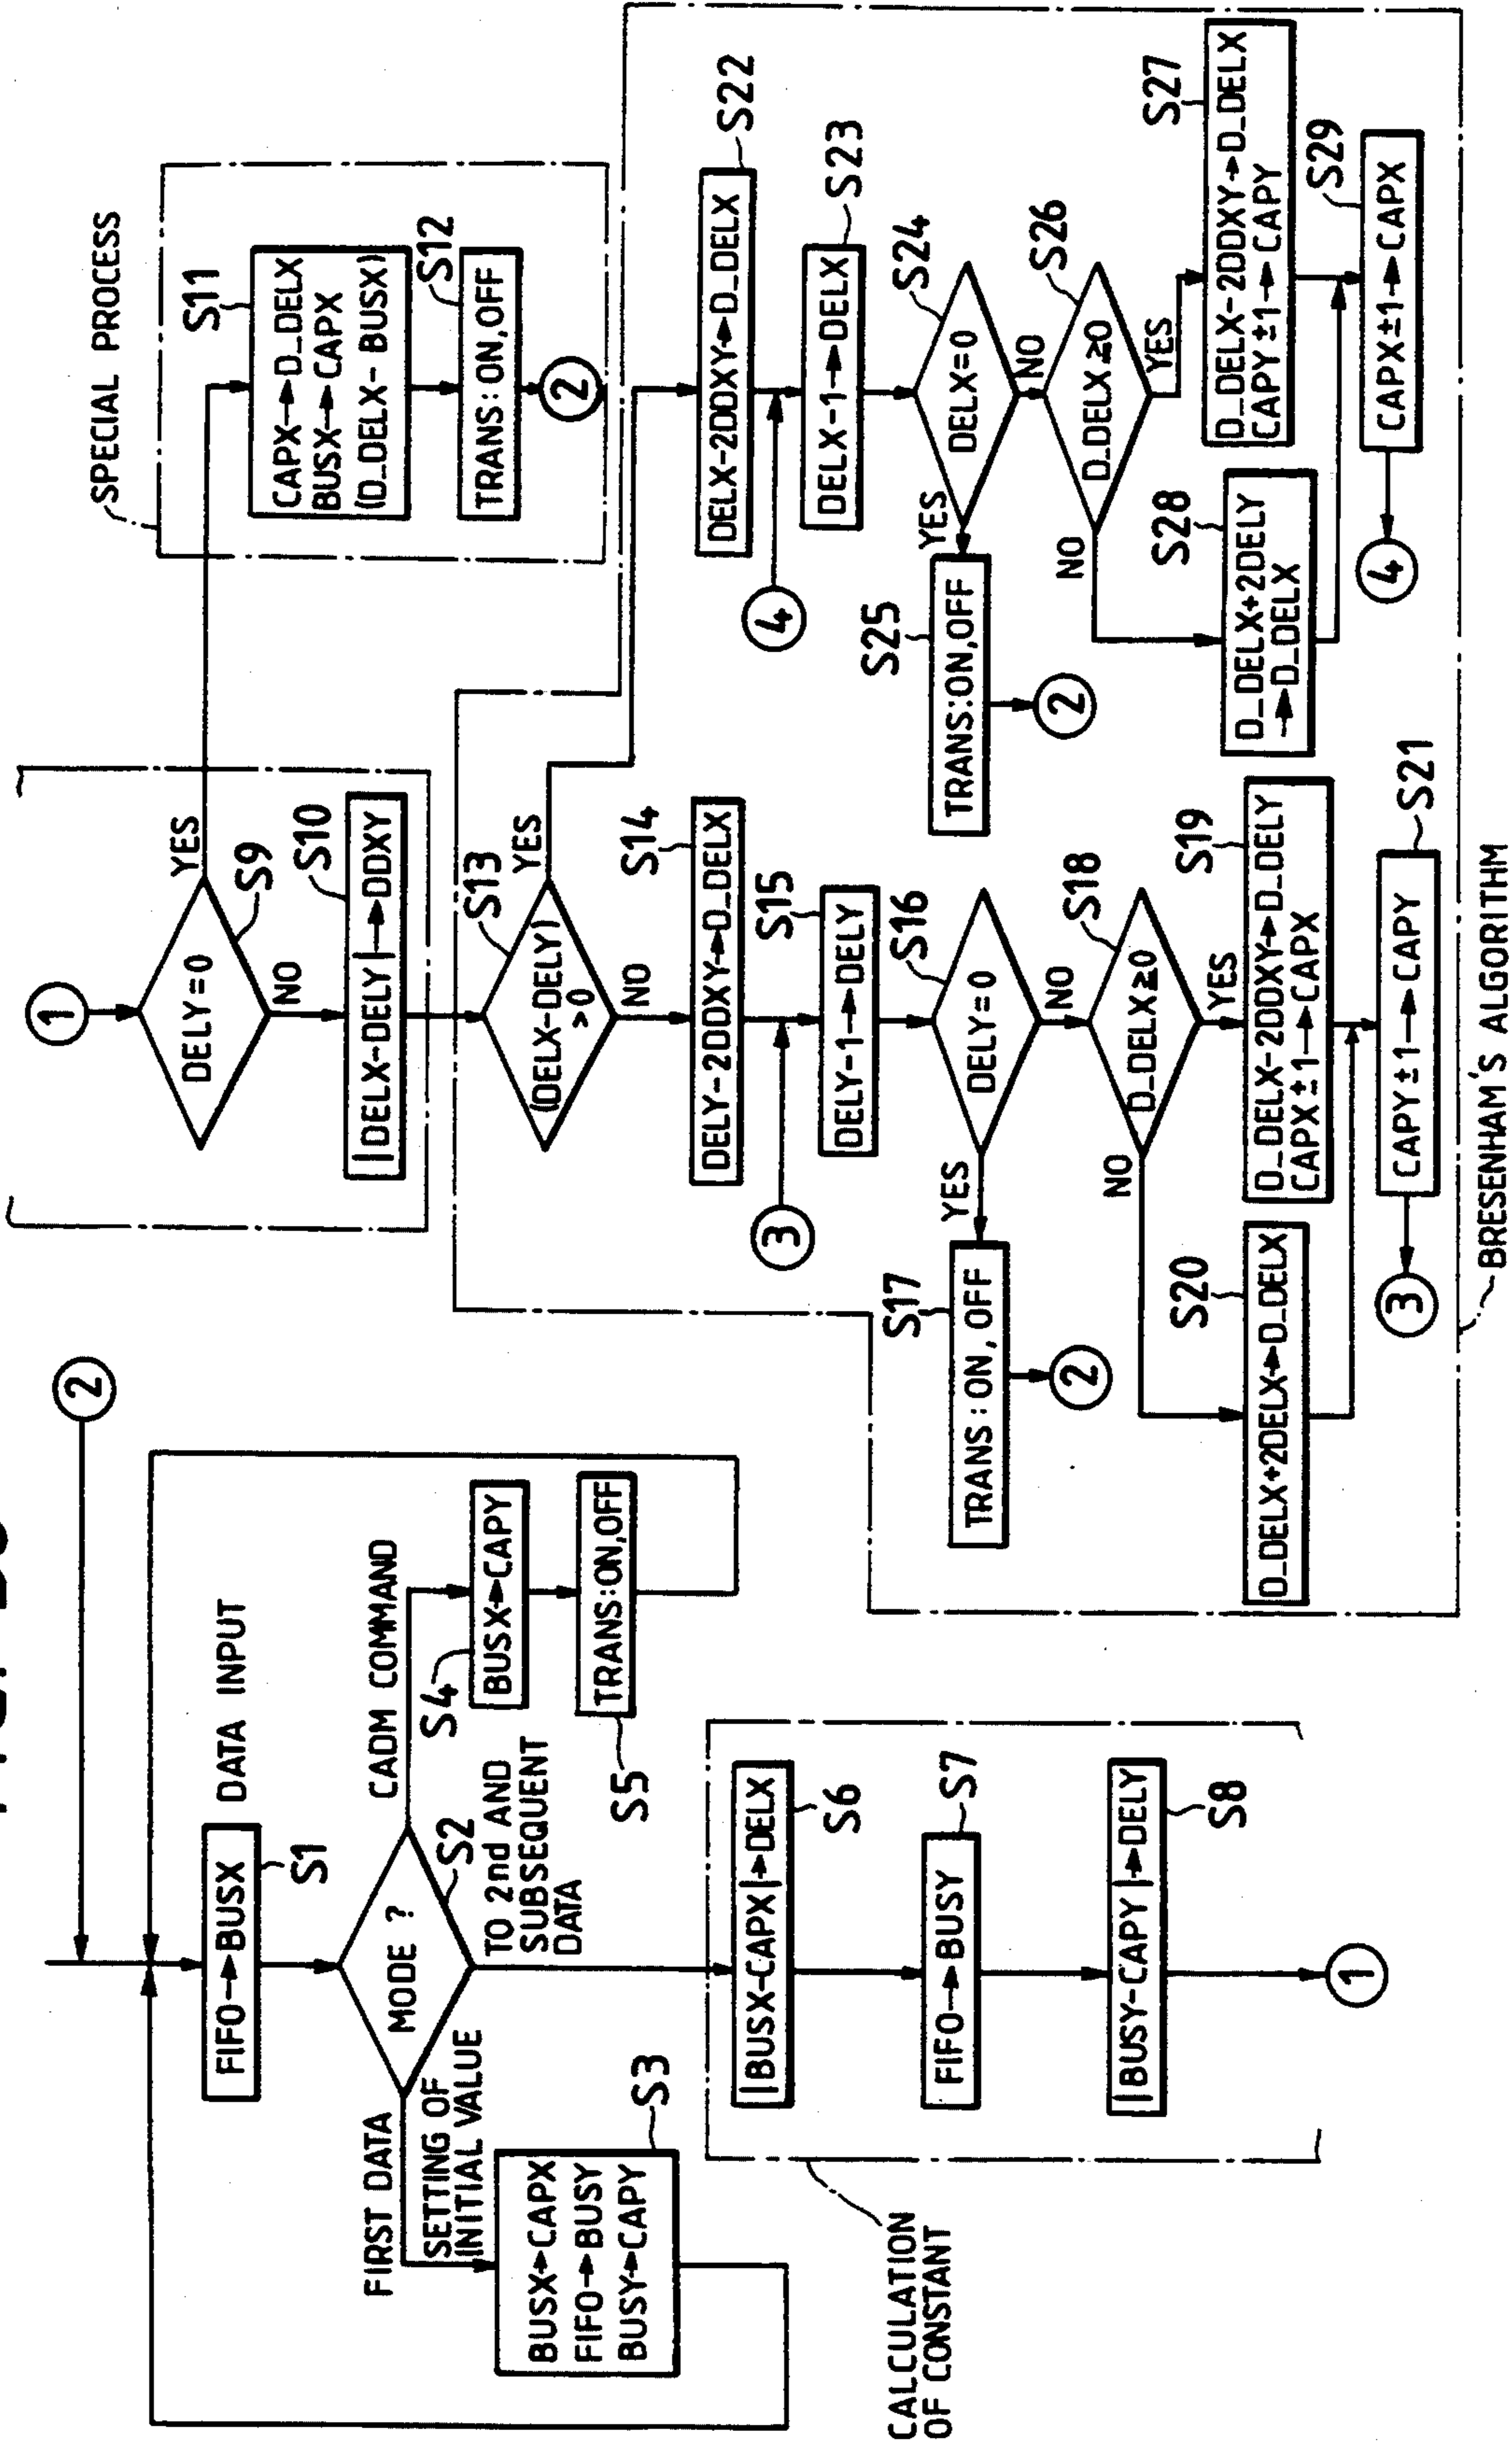 2
FIFO→BUSX
DATA INPUT
S1
MODE ?
S2
FIRST DATA
SETTING OF
INITIAL VALUE
BUSX→CAPX
FIFO→BUSY
BUSY→CAPY
S3
CADM COMMAND
S4
BUSX→CAPY
TRANS:ON,OFF
S5
TO 2nd AND
SUBSEQUENT
DATA
|BUSX-CAPX|→DELX
S6
FIFO→BUSY
S7
|BUSY-CAPY|→DELY
S8
1
CALCULATION
OF CONSTANT
1
DELY=0
YES
S9
NO
|DELX-DELY|→DDXY
S10
SPECIAL PROCESS
S11
CAPX→D_DELX
BUSX→CAPX
(D_DELX-BUSX)
S12
TRANS:ON,OFF
2
S13
(DELX-DELY)
>0
YES
NO
S14
DELY-2DDXY→D_DELX
3
S15
DELY-1→DELY
S16
DELY=0
YES
NO
S17
TRANS:ON,OFF
2
S18
D_DELX≧0
NO
YES
S19
D_DELX-2DDXY→D_DELY
CAPX±1→CAPX
S20
D_DELX+2DELX→D_DELX
S21
CAPY±1→CAPY
3
S22
DELX-2DDXY→D_DELX
4
S23
DELX-1→DELX
S24
DELX=0
YES
NO
S25
TRANS:ON,OFF
2
S26
D_DELX≧0
NO
YES
S27
D_DELX-2DDXY→D_DELX
CAPY±1→CAPY
S28
D_DELX+2DELY
→D_DELX
S29
CAPX±1→CAPX
4
BRESENHAM'S ALGORITHM